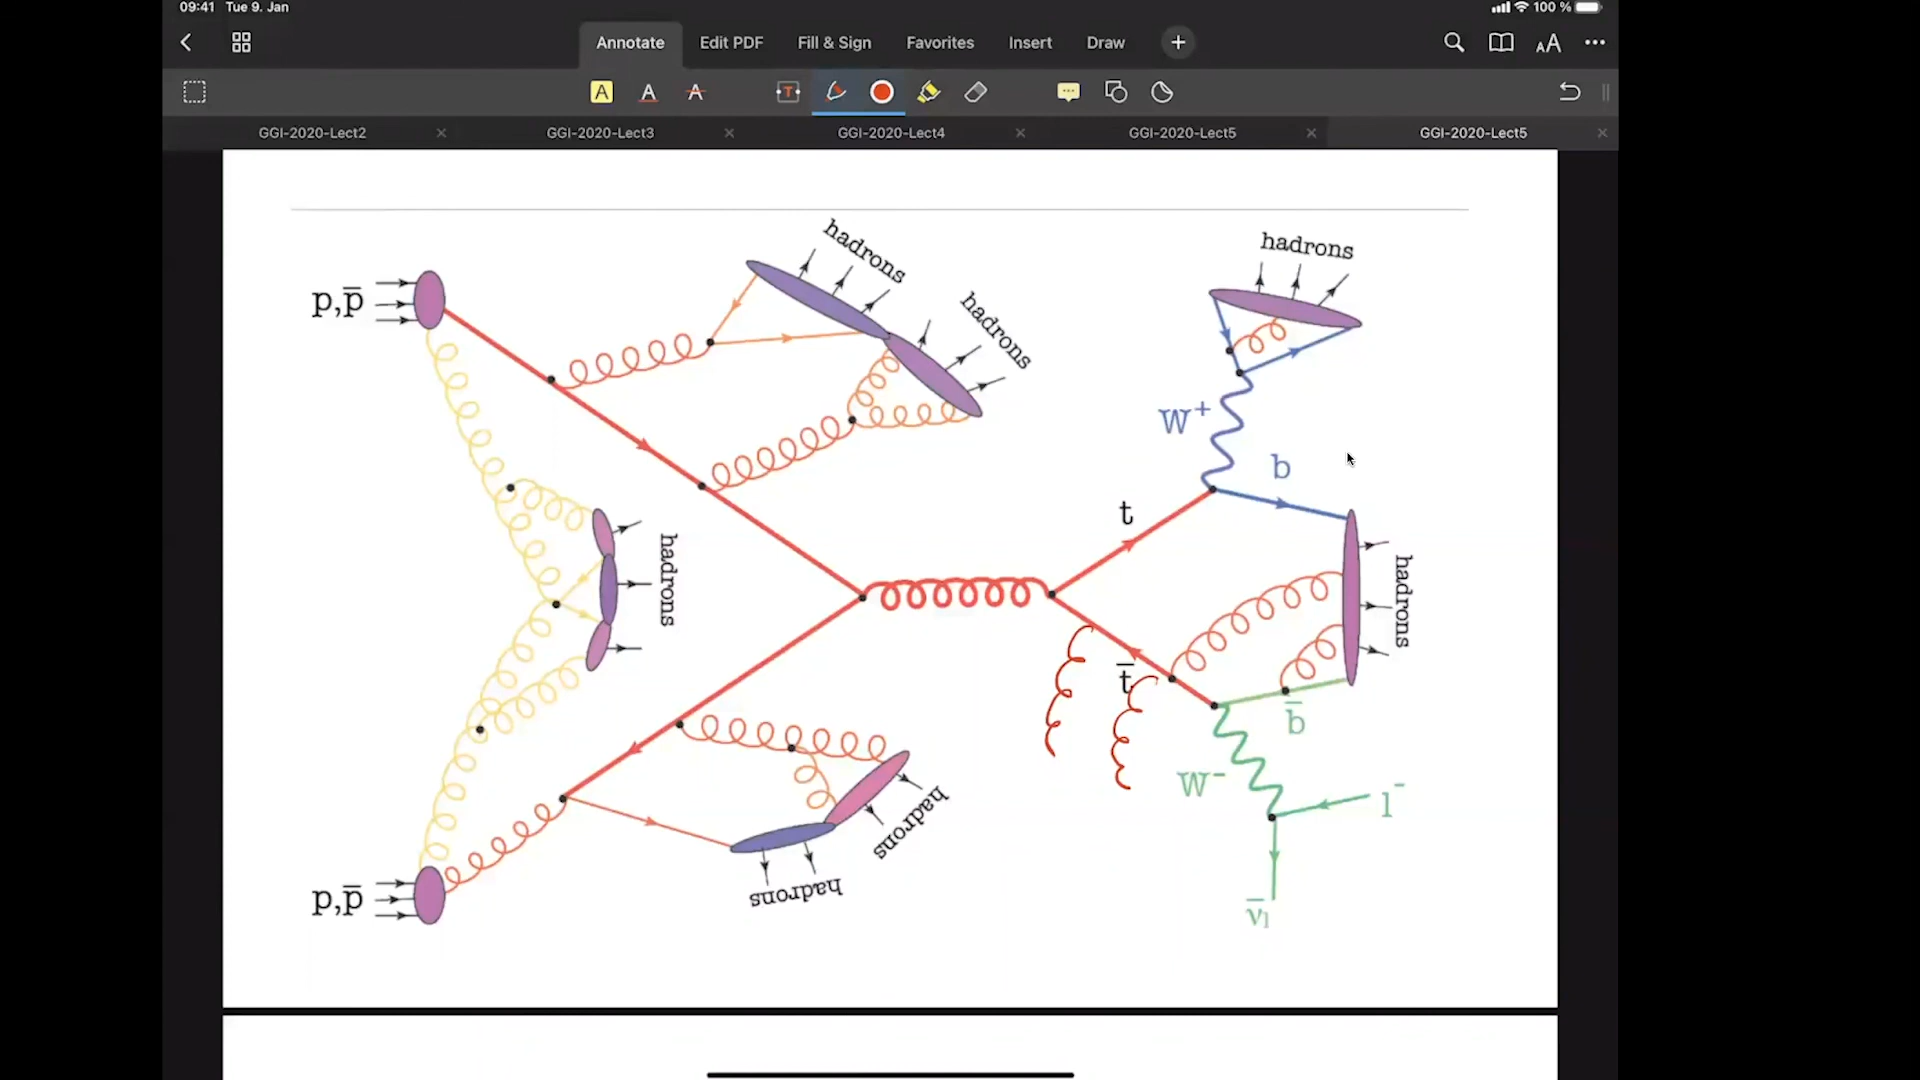 09:41 Tue 9. Jan
100 %
Annotate
Edit PDF
Fill & Sign
Favorites
Insert
Draw
AA
A
A
A
T
GGI-2020-Lect2
GGI-2020-Lect3
GGI-2020-Lect4
GGI-2020-Lect5
GGI-2020-Lect5
hadrons
hadrons
p,p̄
hadrons
W⁺
b
t
hadrons
hadrons
t̄
b̄
W⁻
l⁻
hadrons
hadrons
p,p̄
ν̄ₗ